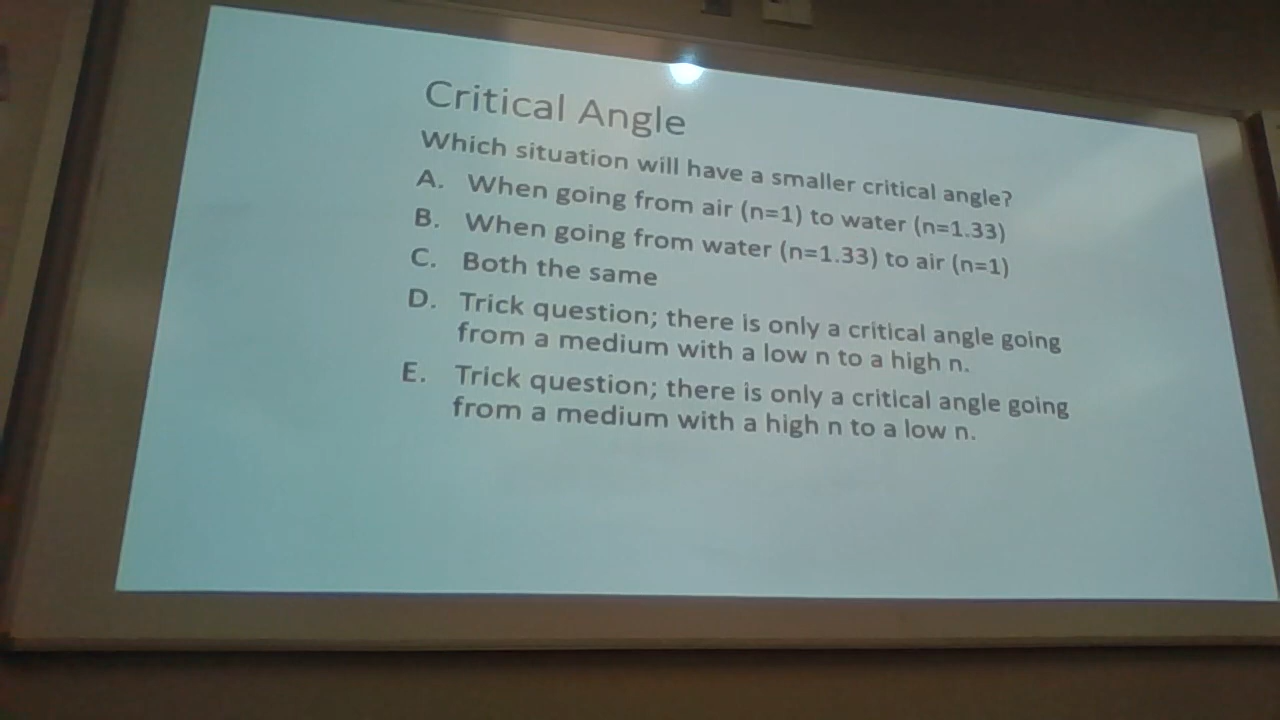 Critical Angle
Which situation will have a smaller critical angle?
A. When going from air (n=1) to water (n=1.33)
B. When going from water (n=1.33) to air (n=1)
C. Both the same
D. Trick question; there is only a critical angle going
from a medium with a low n to a high n.
E. Trick question; there is only a critical angle going
from a medium with a high n to a low n.